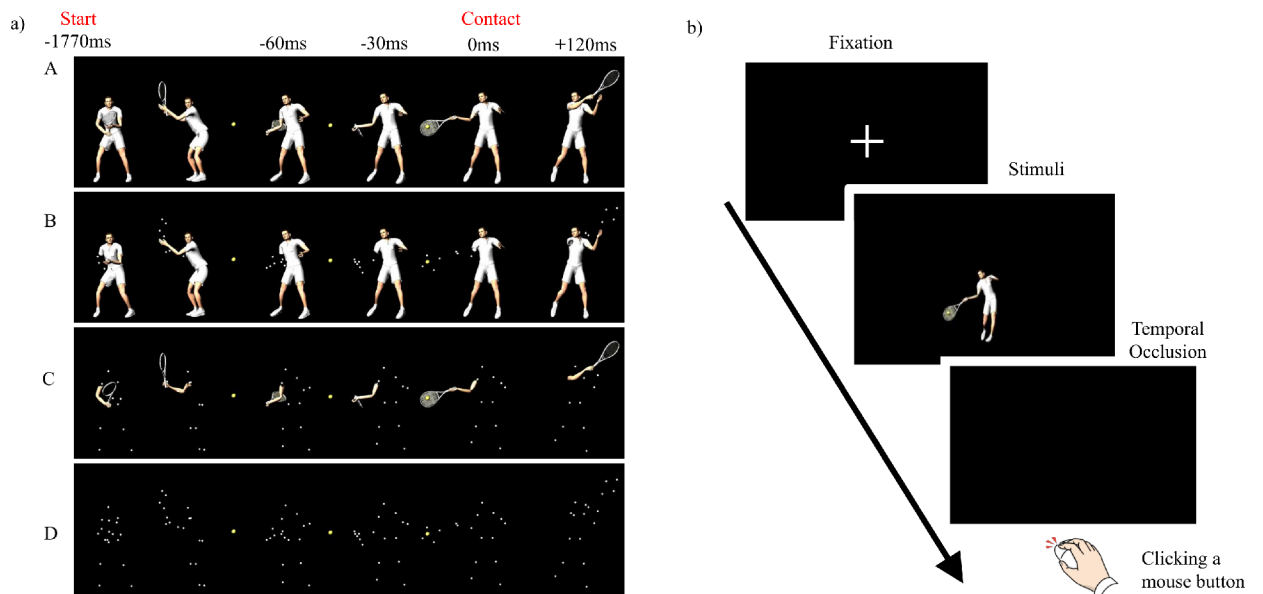 a)
Start
Contact
-1770ms
-60ms
-30ms
0ms
+120ms
A
B
C
D
b)
Fixation
Stimuli
Temporal
Occlusion
Clicking a
mouse button